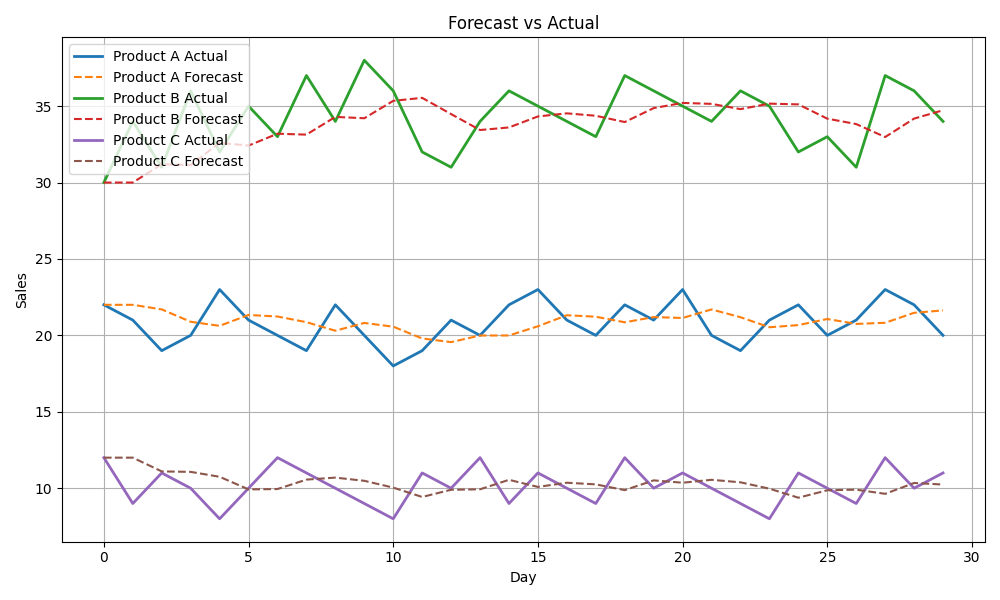 Forecast vs Actual
Product A Actual
Product A Forecast
Product B Actual
Product B Forecast
Product C Actual
Product C Forecast
Sales
35
30
25
20
15
10
0 5 10 15 20 25 30
Day